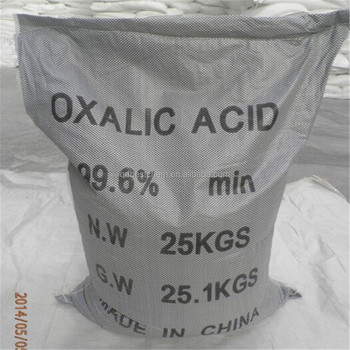 OXALIC ACID
99.6% min
N.W 25KGS
G.W 25.1KGS
MADE IN CHINA